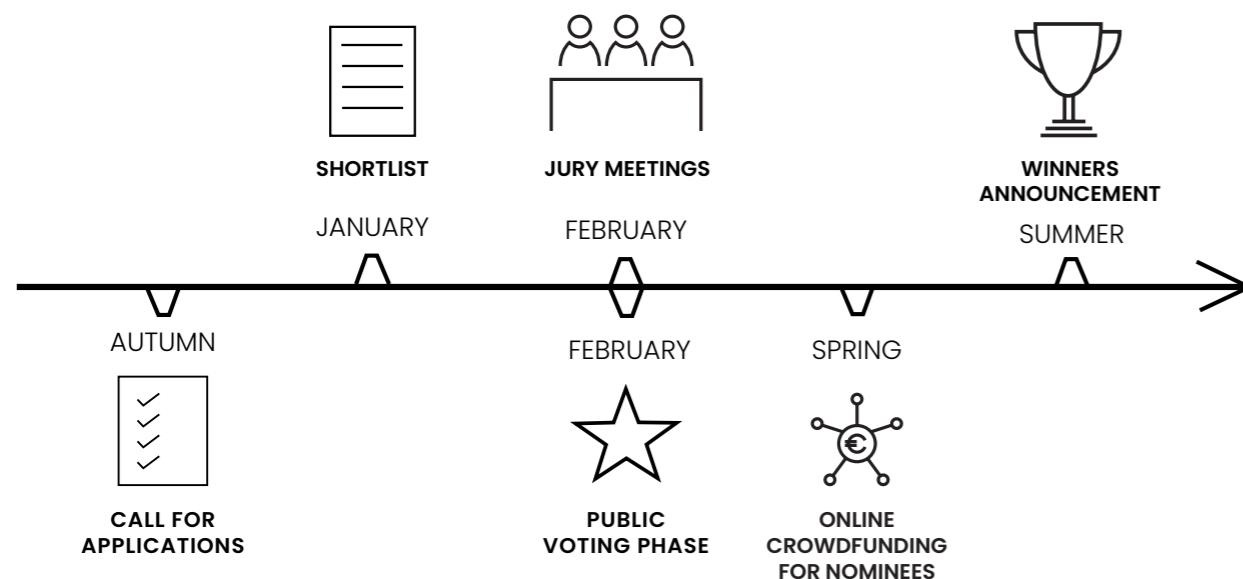 SHORTLIST
JURY MEETINGS
WINNERS
ANNOUNCEMENT
JANUARY
FEBRUARY
SUMMER
AUTUMN
FEBRUARY
SPRING
€
CALL FOR
APPLICATIONS
PUBLIC
VOTING PHASE
ONLINE
CROWDFUNDING
FOR NOMINEES